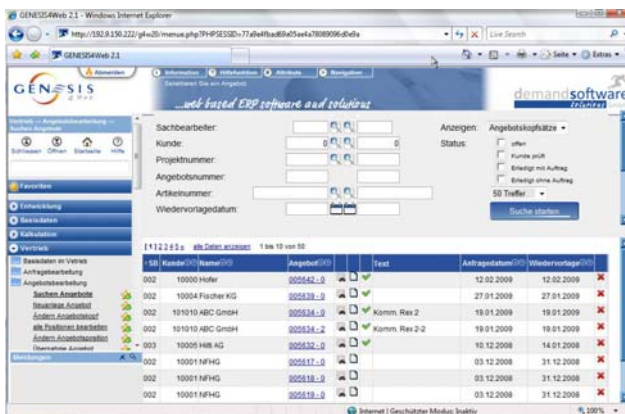 GENESIS4Web 2.1 - Windows Internet Explorer
Live Search
GENESIS4Web 2.1
Seite
Extras
Abmelden
Information
Hilfefunktion
Attribute
Navigation
GENESIS
4 Web
...web based ERP software and solutions
demandsoftware
Solutions GmbH
Schliessen
Öffnen
Startseite
Hilfe
Favoriten
Entwicklung
Basisdaten
Kalkulation
Vertrieb
Basisdaten im Vertrieb
Anfragebearbeitung
Angebotsbearbeitung
Suchen Angebote
Neuanlage Angebot
Ändern Angebotskopf
alle Positionen bearbeiten
Ändern Angebotsposition
Übernahme Angebot
Meldungen
Sachbearbeiter:
Anzeigen: Angebotskopfsätze
Kunde: 0 0
Status: offen
Kunde prüft
Projektnummer:
Erledigt mit Auftrag
Angebotsnummer:
Erledigt ohne Auftrag
Artikelnummer:
50 Treffer
Wiedervorlagedatum:
Suche starten
[1] 2 3 4 5 » alle Daten anzeigen 1 bis 10 von 50
SB Kunde Name Angebot Text Anfragedatum Wiedervorlage
002 10000 Hofer 005642 - 0 12.02.2009 12.02.2009
002 10004 Fischer KG 005639 - 0 27.01.2009 27.01.2009
002 101010 ABC GmbH 005634 - 0 Komm. Rex 2 19.01.2009 19.01.2009
002 101010 ABC GmbH 005634 - 2 Komm. Rex 2-2 19.01.2009 19.01.2009
003 10005 Hilti AG 005632 - 0 10.12.2008 14.01.2009
002 10001 NFHG 005617 - 0 03.12.2008 31.12.2008
002 10001 NFHG 005618 - 0 03.12.2008 31.12.2008
002 10001 NFHG 005619 - 0 03.12.2008 31.12.2008
Internet | Geschützter Modus: Inaktiv
100%